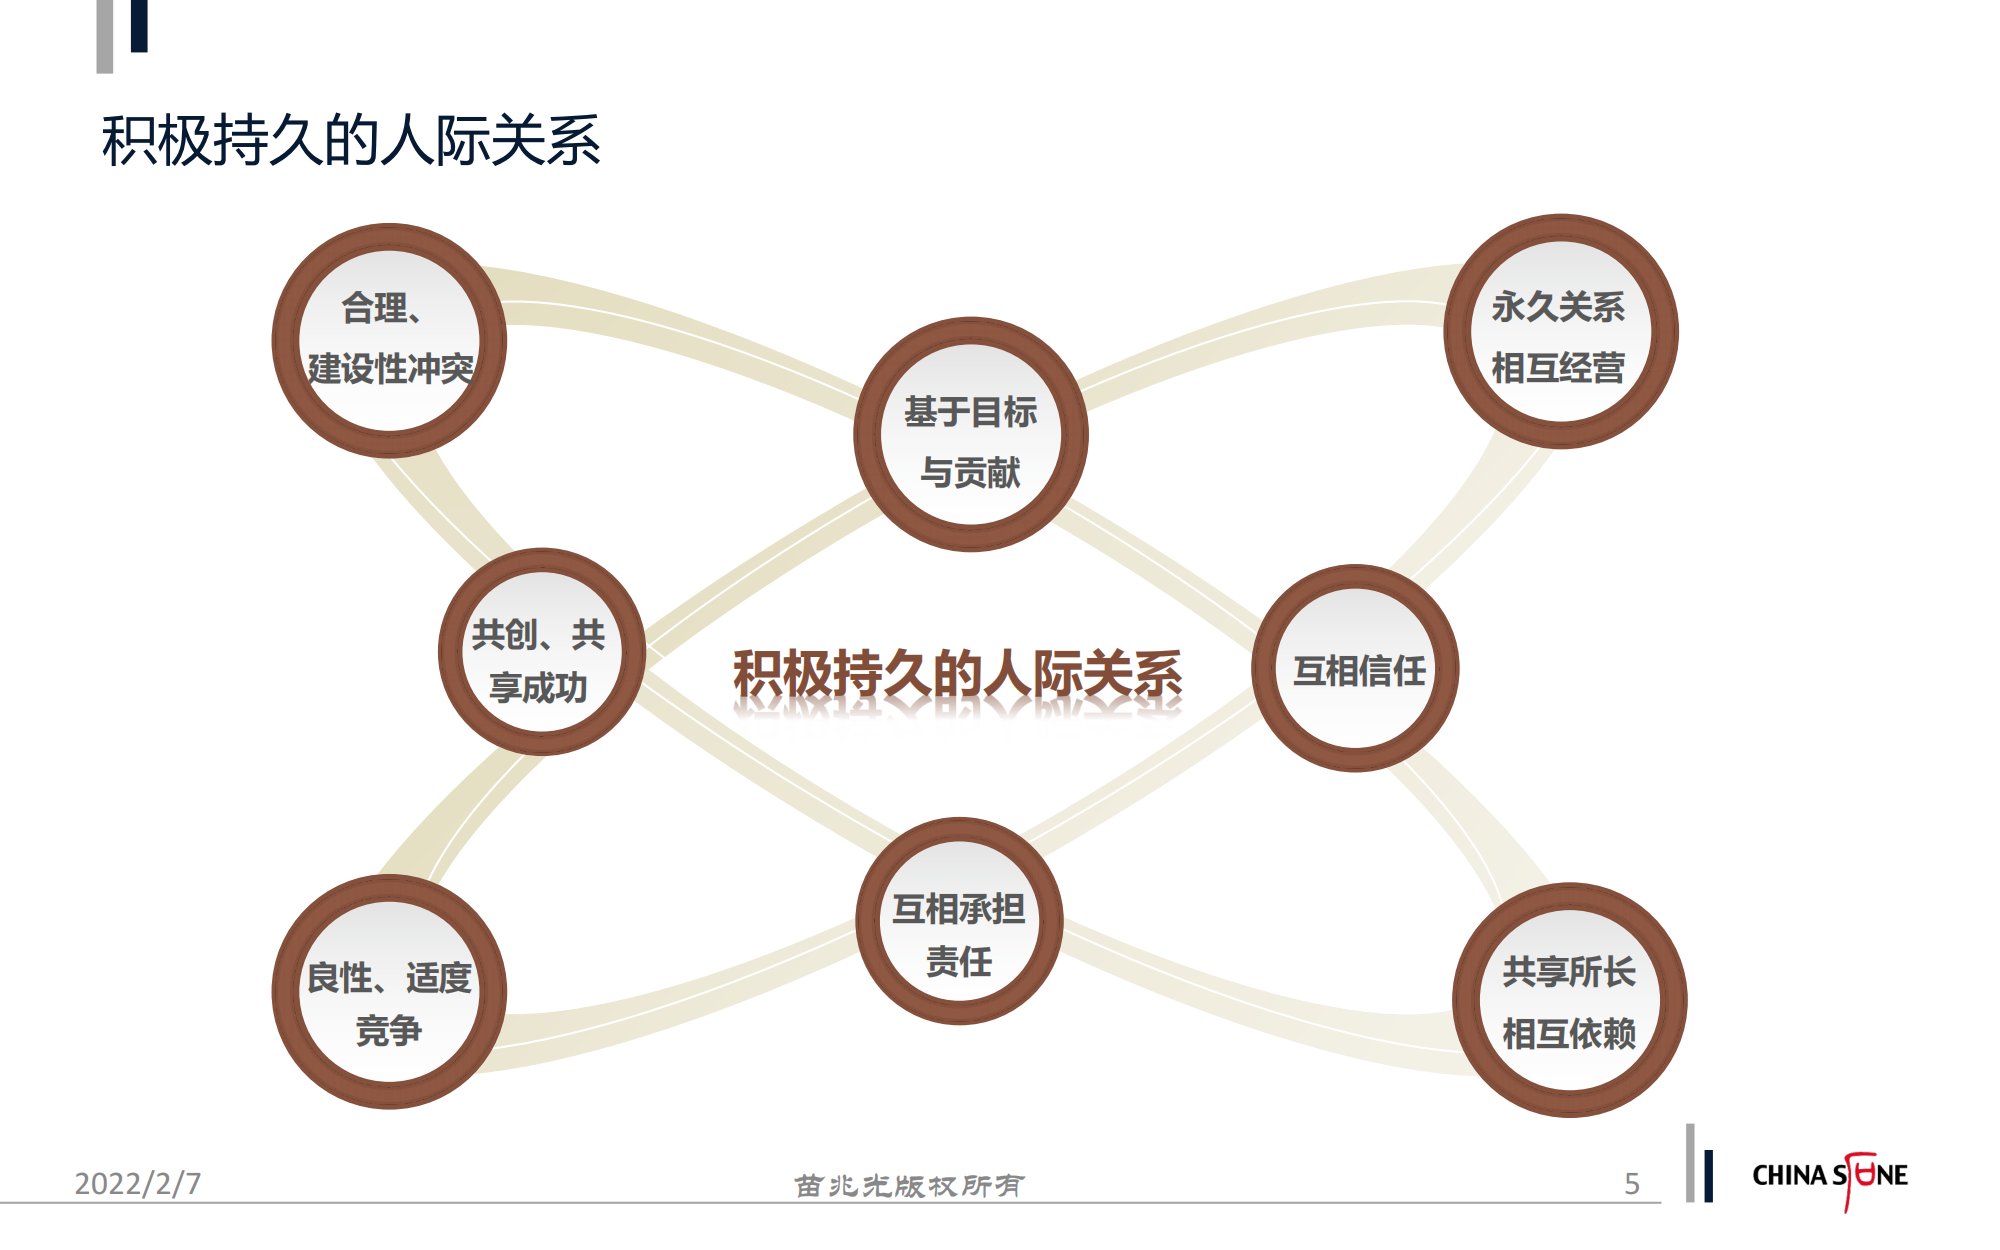 积极持久的人际关系
合理、
建设性冲突
永久关系
相互经营
基于目标
与贡献
共创、共
享成功
积极持久的人际关系
互相信任
互相承担
责任
良性、适度
竞争
共享所长
相互依赖
2022/2/7
苗兆光版权所有
5
CHINA STONE